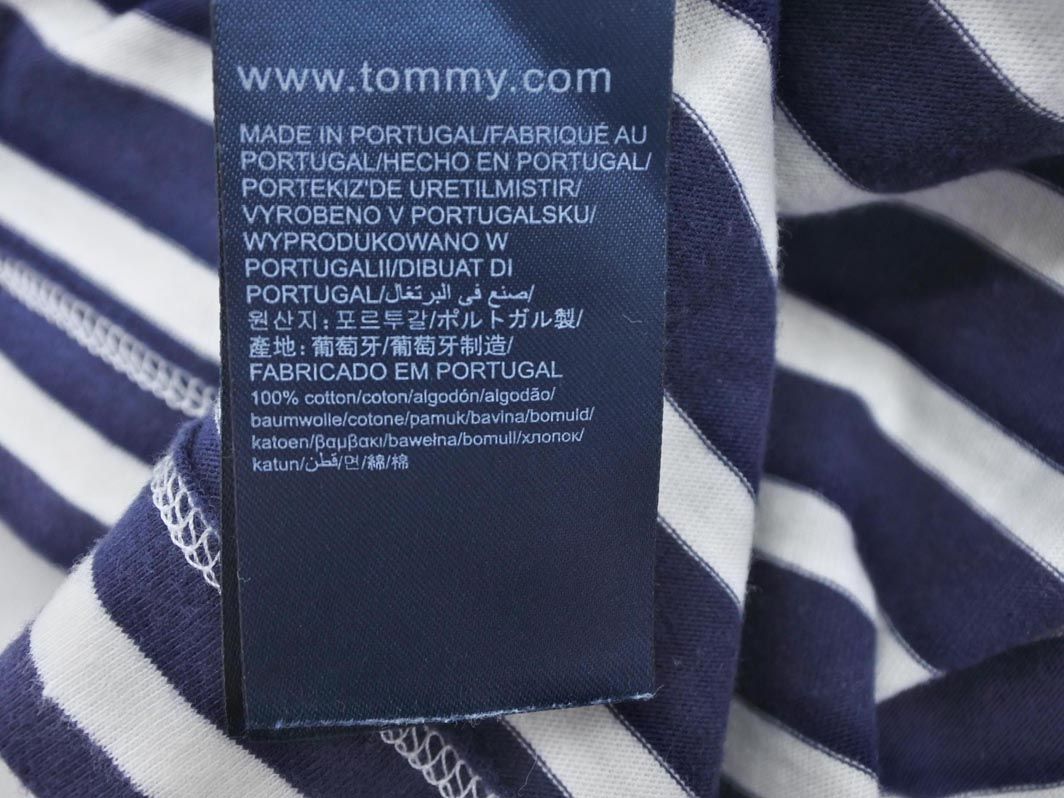 www.tommy.com
MADE IN PORTUGAL/FABRIQUÉ AU
PORTUGAL/HECHO EN PORTUGAL/
PORTEKIZ'DE URETILMISTIR/
VYROBENO V PORTUGALSKU/
WYPRODUKOWANO W
PORTUGALII/DIBUAT DI
PORTUGAL/صنع في البرتغال/
원산지:포르투갈/ポルトガル製/
產地:葡萄牙/葡萄牙制造/
FABRICADO EM PORTUGAL
100% cotton/coton/algodón/algodão/
baumwolle/cotone/pamuk/bavlna/bomuld/
katoen/βαμβακι/bawełna/bomull/хлопок/
katun/قطن/면/綿/棉